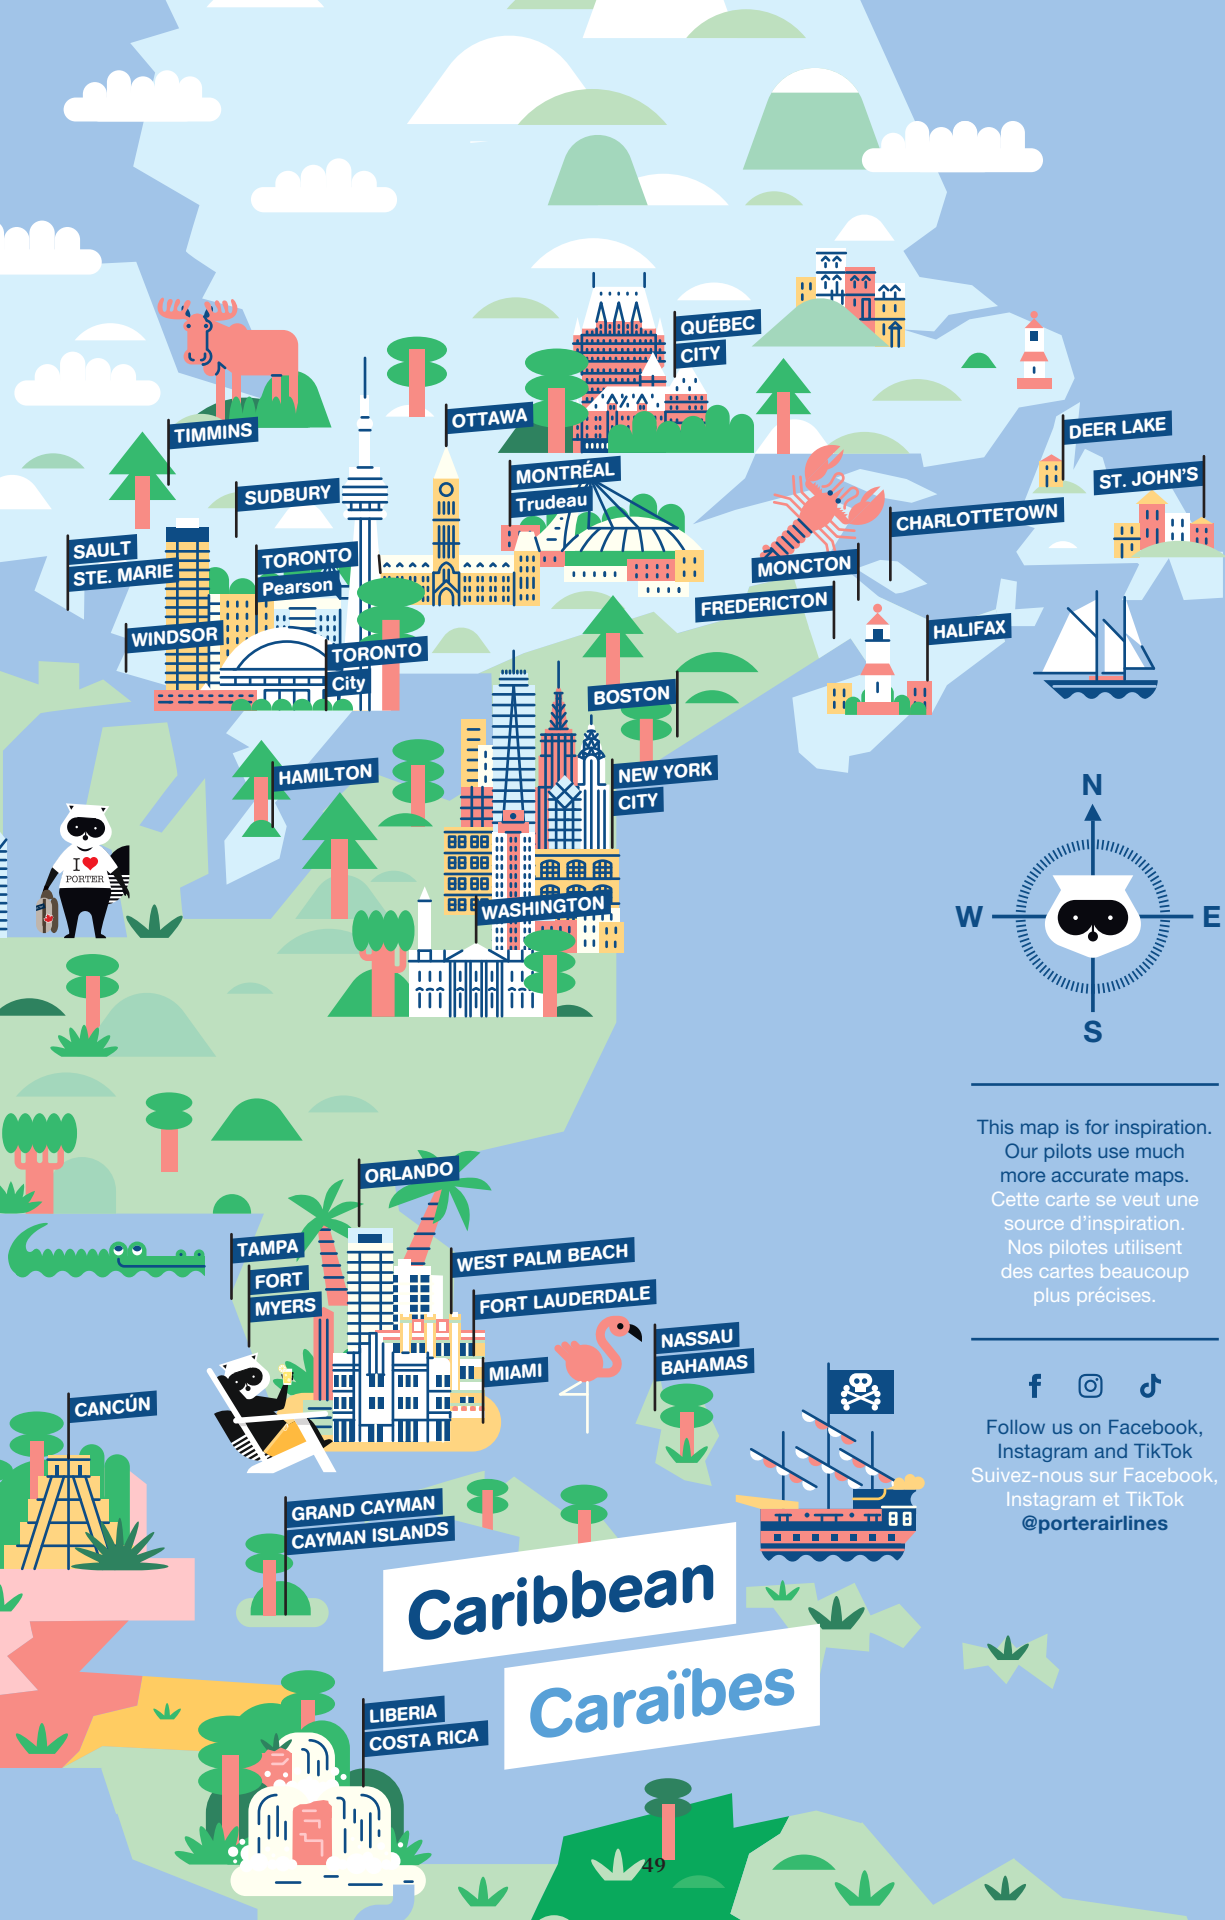 QUÉBEC
CITY
OTTAWA
TIMMINS
DEER LAKE
MONTRÉAL
Trudeau
ST. JOHN'S
SUDBURY
CHARLOTTETOWN
SAULT
STE. MARIE
TORONTO
Pearson
MONCTON
FREDERICTON
WINDSOR
HALIFAX
TORONTO
City
BOSTON
HAMILTON
NEW YORK
CITY
I ♥
PORTER
WASHINGTON
N
W
E
S
This map is for inspiration.
Our pilots use much
more accurate maps.
Cette carte se veut une
source d'inspiration.
Nos pilotes utilisent
des cartes beaucoup
plus précises.
ORLANDO
TAMPA
WEST PALM BEACH
FORT
MYERS
FORT LAUDERDALE
NASSAU
BAHAMAS
MIAMI
CANCÚN
Follow us on Facebook,
Instagram and TikTok
Suivez-nous sur Facebook,
Instagram et TikTok
@porterairlines
GRAND CAYMAN
CAYMAN ISLANDS
Caribbean
Caraïbes
LIBERIA
COSTA RICA
49